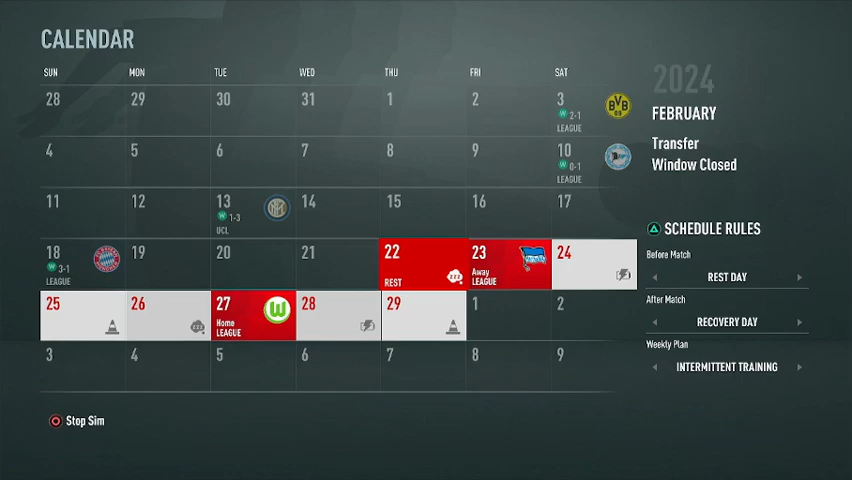 CALENDAR
SUN MON TUE WED THU FRI SAT
28 29 30 31 1 2 3
W 2-1
LEAGUE
BVB
09
4 5 6 7 8 9 10
W 0-1
LEAGUE
11 12 13 14 15 16 17
W 1-3
UCL
18 19 20 21 22 23 24
W 3-1
LEAGUE
REST
Away
LEAGUE
zzz
25 26 27 28 29 1 2
zzz
Home
LEAGUE
W
3 4 5 6 7 8 9
Stop Sim
2024
FEBRUARY
Transfer
Window Closed
SCHEDULE RULES
Before Match
REST DAY
After Match
RECOVERY DAY
Weekly Plan
INTERMITTENT TRAINING